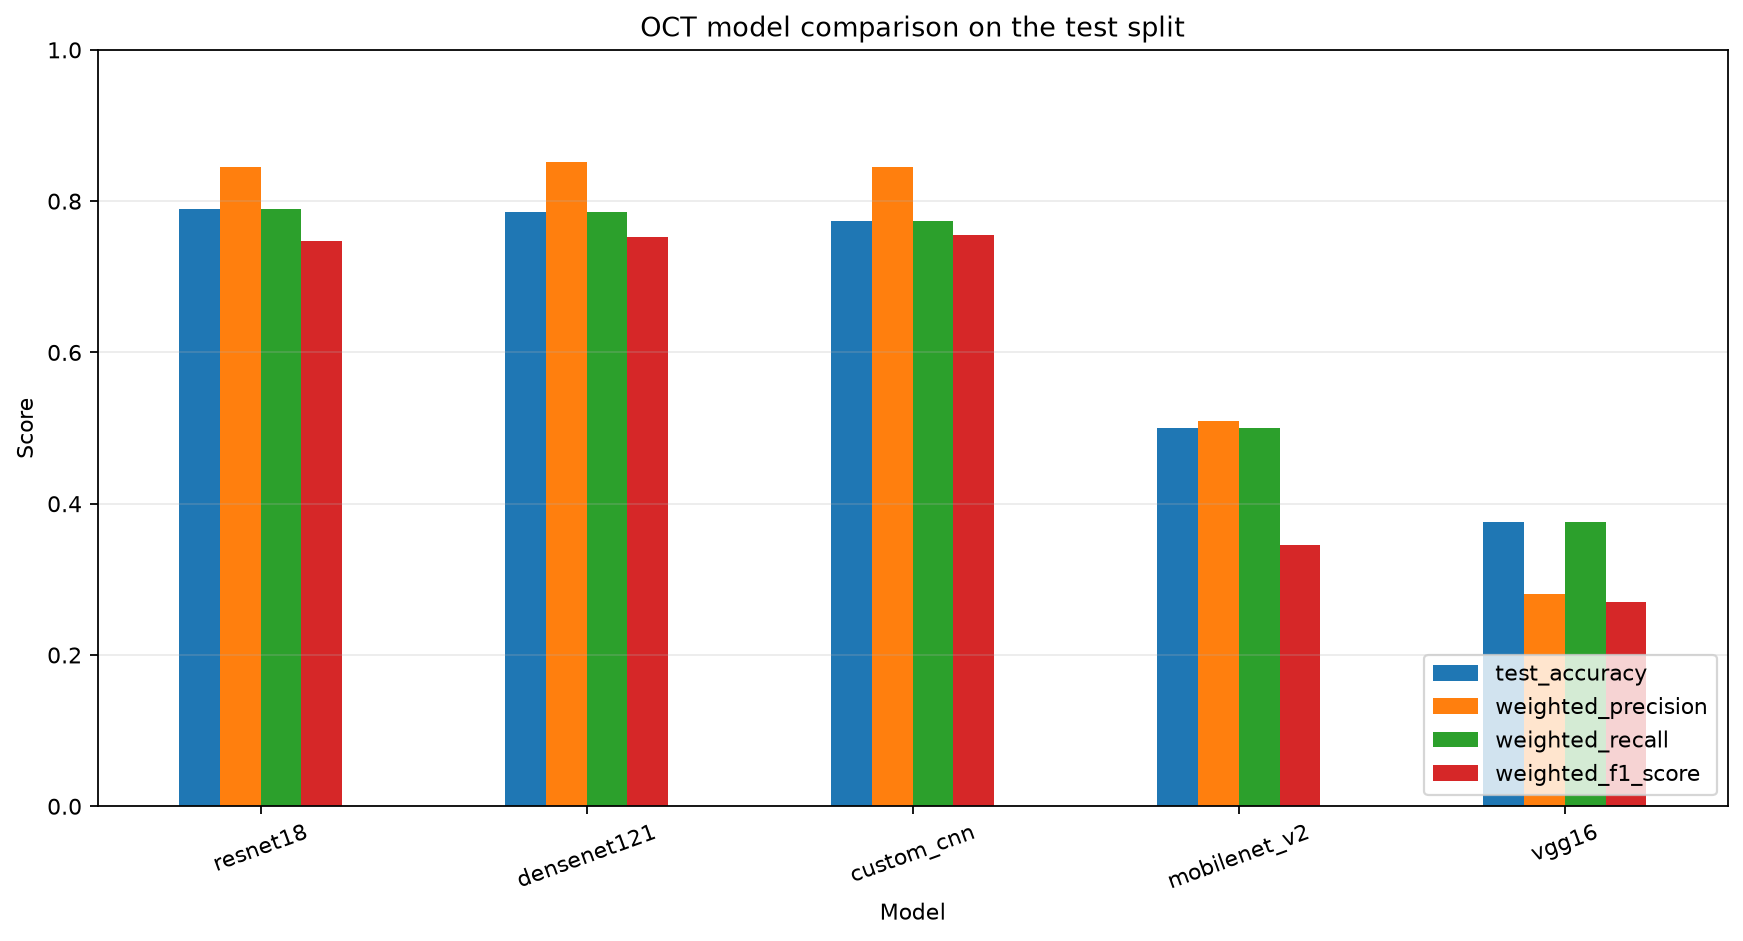 OCT model comparison on the test split
1.0
0.8
0.6
0.4
0.2
0.0
Score
test_accuracy
weighted_precision
weighted_recall
weighted_f1_score
resnet18
densenet121
custom_cnn
mobilenet_v2
vgg16
Model